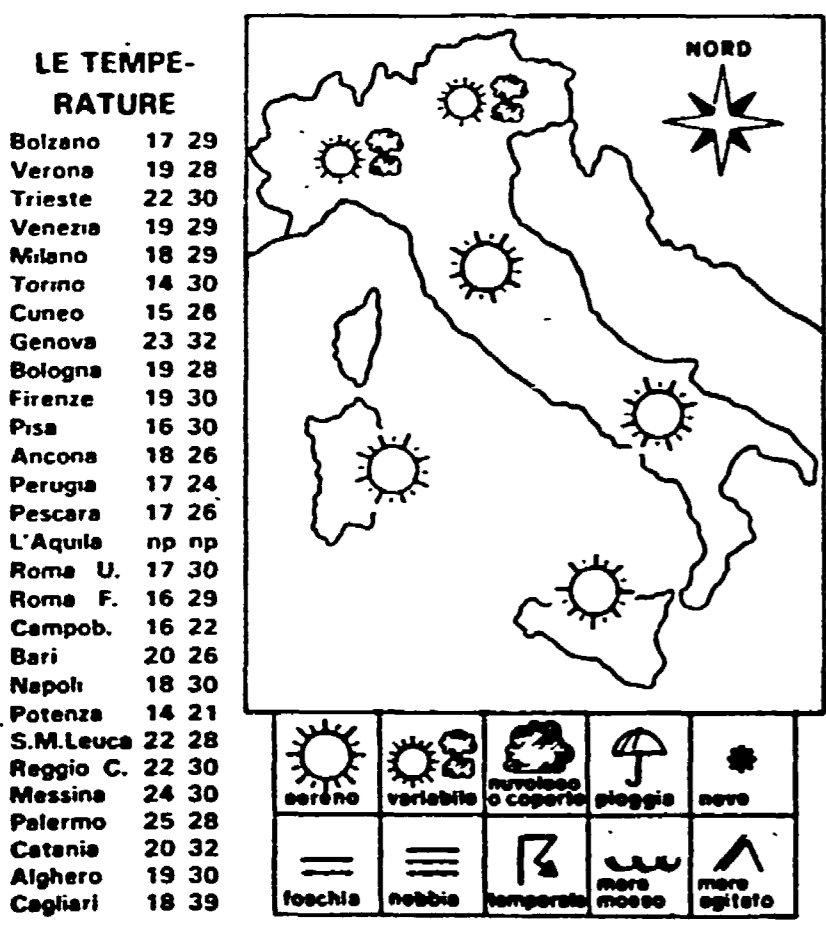 LE TEMPE-
RATURE
Bolzano 17 29
Verona 19 28
Trieste 22 30
Venezia 19 29
Milano 18 29
Torino 14 30
Cuneo 15 28
Genova 23 32
Bologna 19 28
Firenze 19 30
Pisa 16 30
Ancona 18 26
Perugia 17 24
Pescara 17 26
L'Aquila np np
Roma U. 17 30
Roma F. 16 29
Campob. 16 22
Bari 20 26
Napoli 18 30
Potenza 14 21
S.M.Leuca 22 28
Reggio C. 22 30
Messina 24 30
Palermo 25 28
Catania 20 32
Alghero 19 30
Cagliari 18 39
NORD
sereno
variabile
nuvoloso
o coperto
pioggia
neve
foschia
nebbia
temporale
mare
mosso
mare
agitato